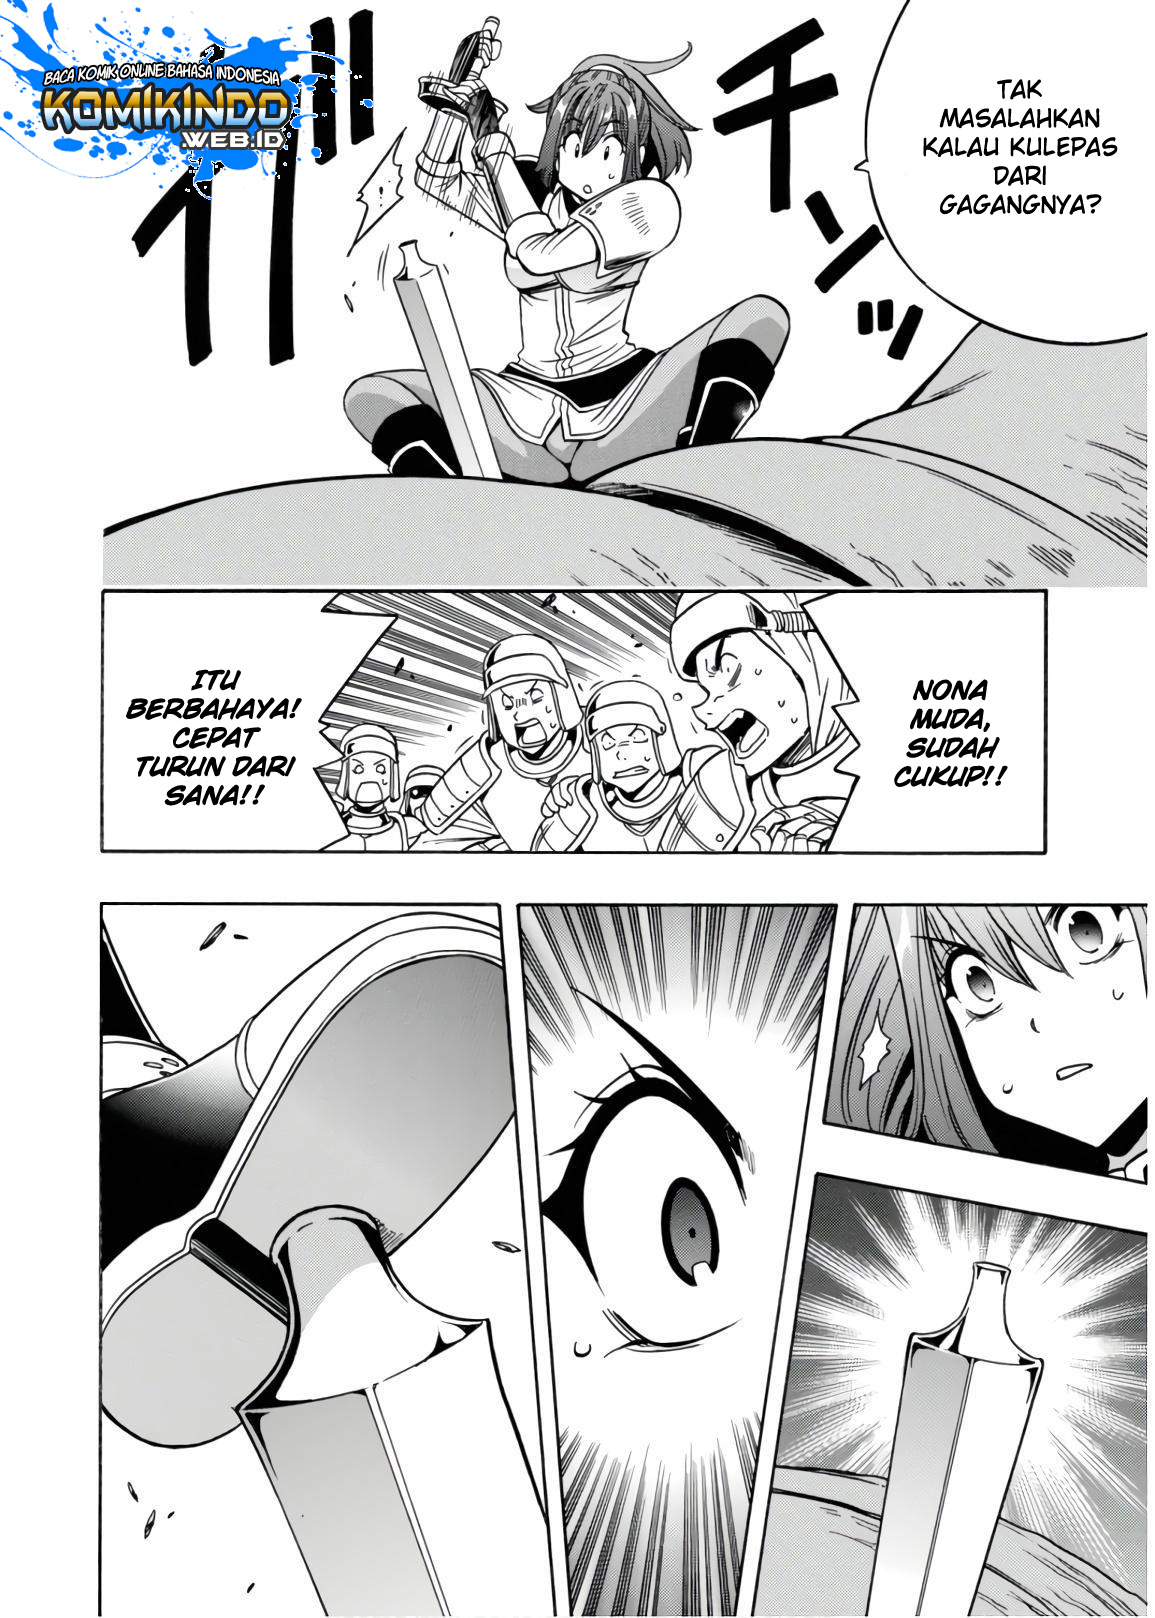 BACA KOMIK ONLINE BAHASA INDONESIA
KOMIKINDO
.WEB.ID
TAK
MASALAHKAN
KALAU KULEPAS
DARI
GAGANGNYA?
チンッ
NONA
MUDA,
SUDAH
CUKUP!!
ITU
BERBAHAYA!
CEPAT
TURUN DARI
SANA!!